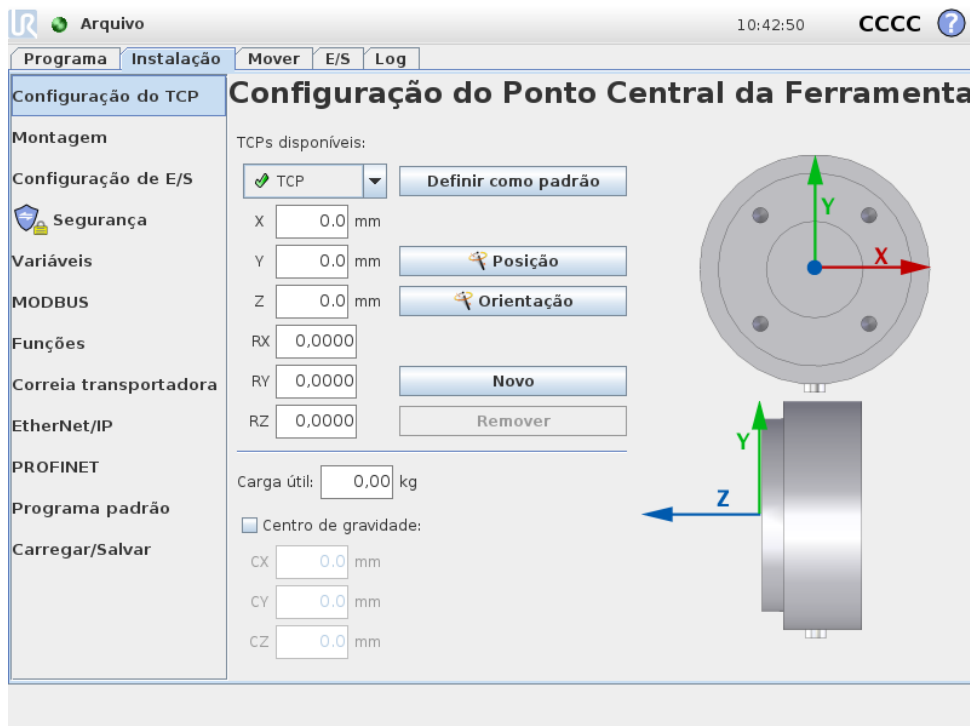 UR Arquivo 10:42:50 CCCC ?
Programa Instalação Mover E/S Log
Configuração do TCP
Montagem
Configuração de E/S
Segurança
Variáveis
MODBUS
Funções
Correia transportadora
EtherNet/IP
PROFINET
Programa padrão
Carregar/Salvar
Configuração do Ponto Central da Ferramenta
TCPs disponíveis:
TCP Definir como padrão
X 0.0 mm
Y 0.0 mm Posição
Z 0.0 mm Orientação
RX 0,0000
RY 0,0000 Novo
RZ 0,0000 Remover
Carga útil: 0,00 kg
Centro de gravidade:
CX 0.0 mm
CY 0.0 mm
CZ 0.0 mm
Y
X
Y
Z